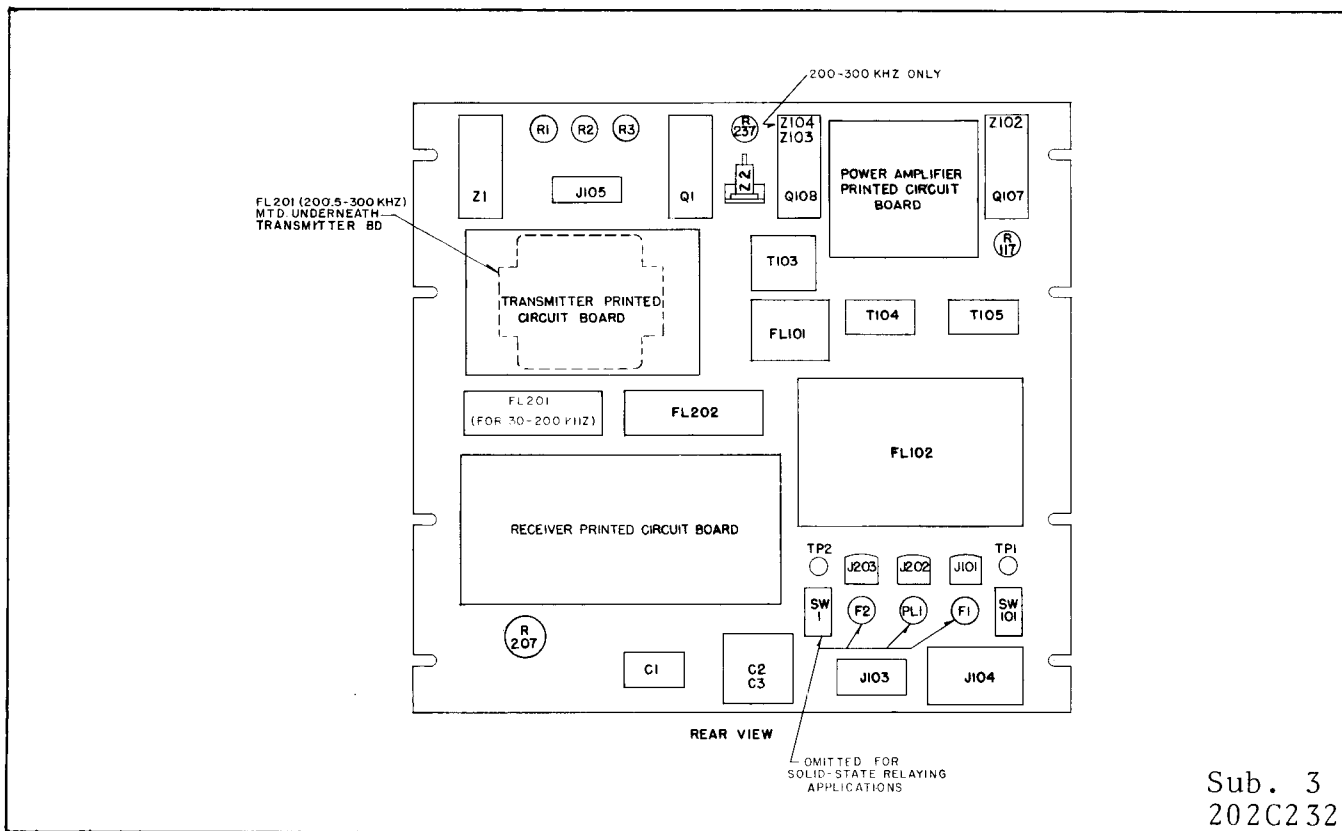 200-300 KHZ ONLY
R1
R2
R3
R
237
Z104
Z103
Z102
Z1
J105
Q1
Z2
Q108
POWER AMPLIFIER
PRINTED CIRCUIT
BOARD
Q107
FL201 (200.5-300 KHZ)
MTD. UNDERNEATH
TRANSMITTER BD
R
117
T103
TRANSMITTER PRINTED
CIRCUIT BOARD
FL101
T104
T105
FL201
(FOR 30-200 KHZ)
FL202
FL102
RECEIVER PRINTED CIRCUIT BOARD
TP2
J203
J202
J101
TP1
SW
1
F2
PL1
F1
SW
101
R
207
C1
C2
C3
J103
J104
REAR VIEW
OMITTED FOR
SOLID-STATE RELAYING
APPLICATIONS
Sub. 3
202C232